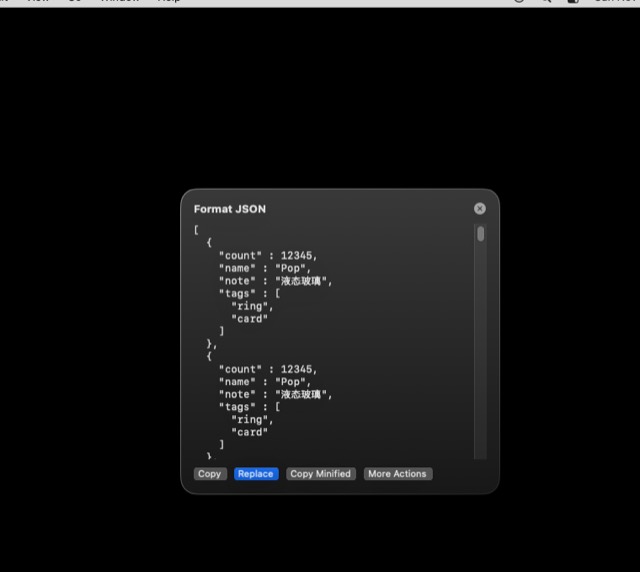 Window
Format JSON
[
{
"count" : 12345,
"name" : "Pop",
"note" : "液态玻璃",
"tags" : [
"ring",
"card"
]
},
{
"count" : 12345,
"name" : "Pop",
"note" : "液态玻璃",
"tags" : [
"ring",
"card"
]
}
Copy Replace Copy Minified More Actions